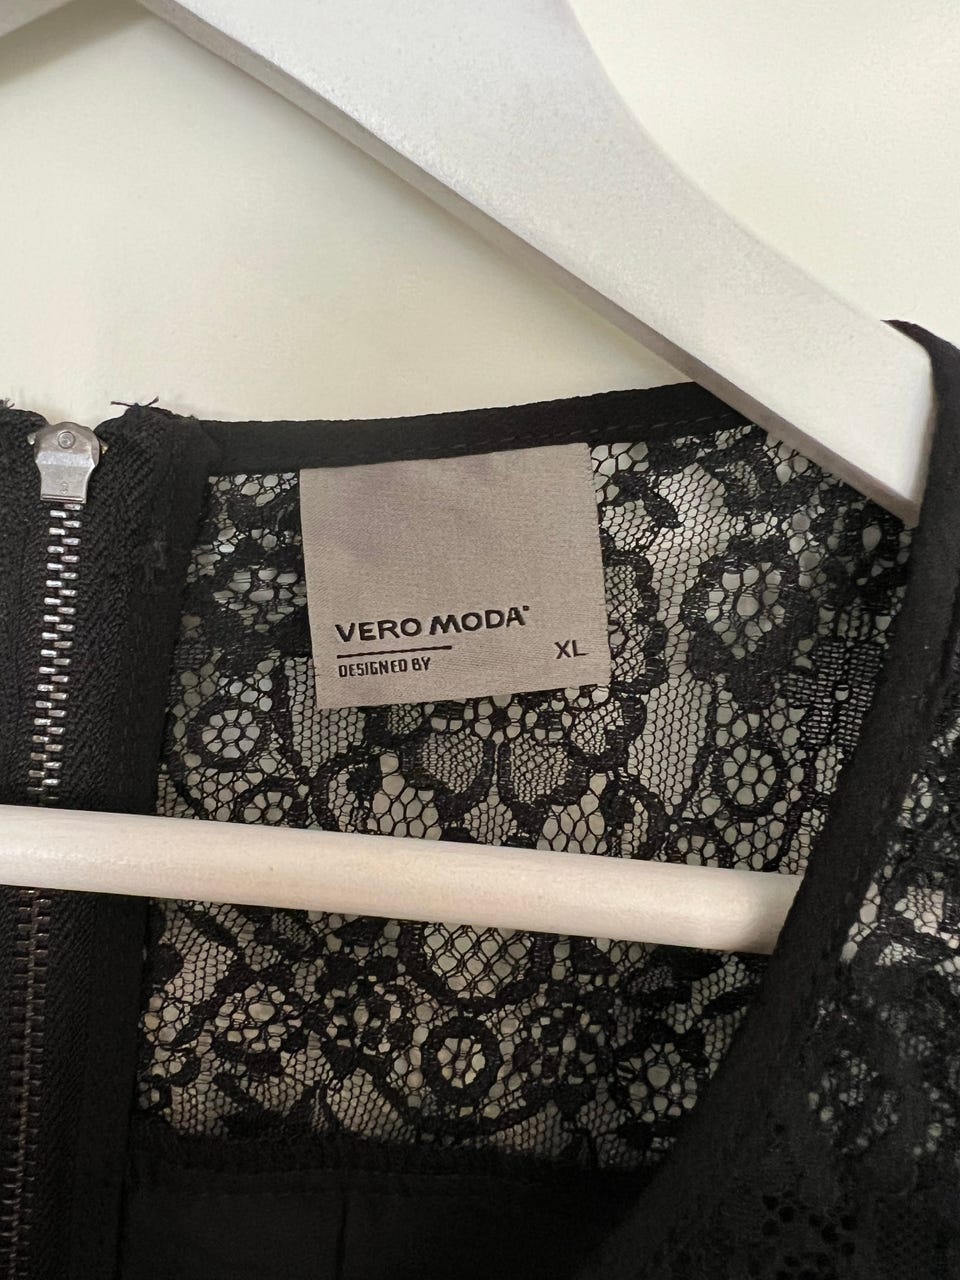 VERO MODA
DESIGNED BY
XL